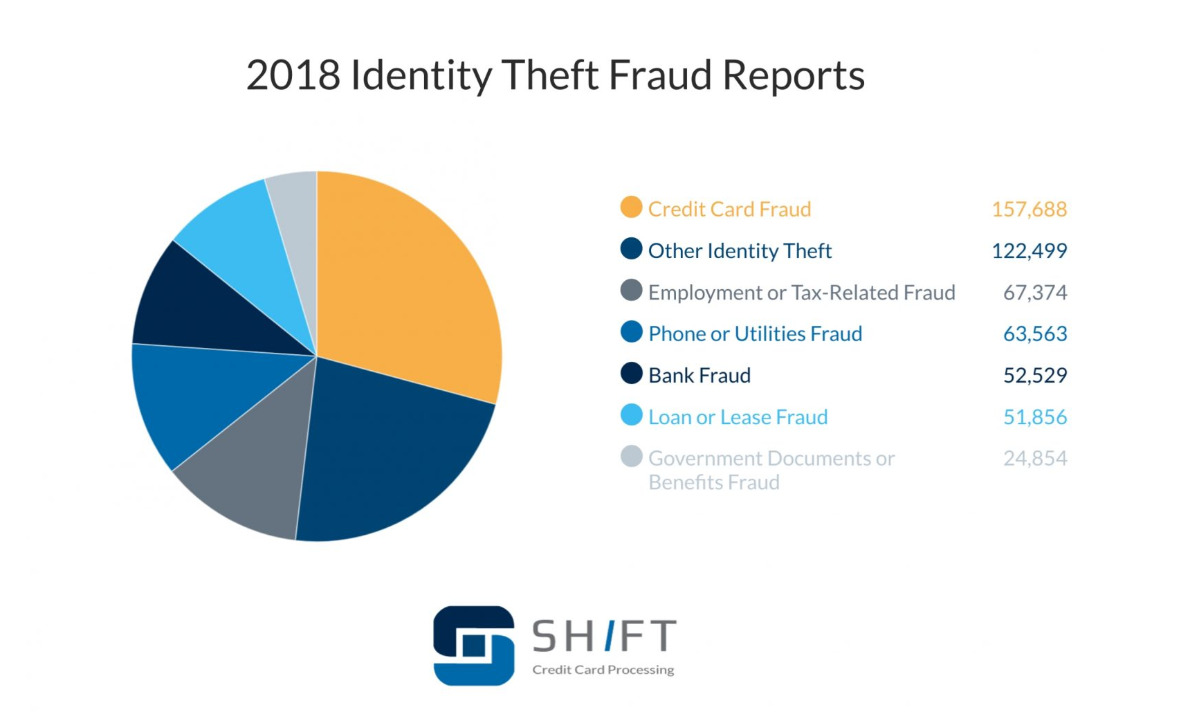 2018 Identity Theft Fraud Reports
Credit Card Fraud 157,688
Other Identity Theft 122,499
Employment or Tax-Related Fraud 67,374
Phone or Utilities Fraud 63,563
Bank Fraud 52,529
Loan or Lease Fraud 51,856
Government Documents or 24,854
Benefits Fraud
SHIFT
Credit Card Processing